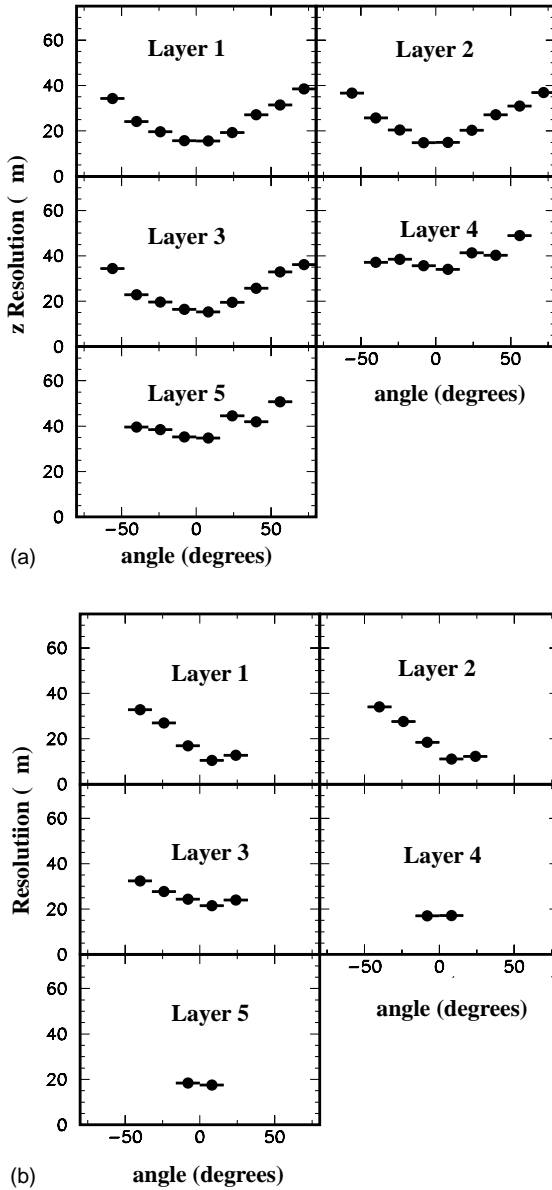 60
Layer 1
Layer 2
40
20
0
z Resolution ( m)
60
Layer 3
Layer 4
40
20
0
−50 0 50
60
Layer 5
angle (degrees)
40
20
0
−50 0 50
(a)
angle (degrees)
60
Layer 1
Layer 2
40
20
0
Resolutiion ( m)
60
Layer 3
Layer 4
40
20
0
−50 0 50
60
Layer 5
angle (degrees)
40
20
0
−50 0 50
(b)
angle (degrees)